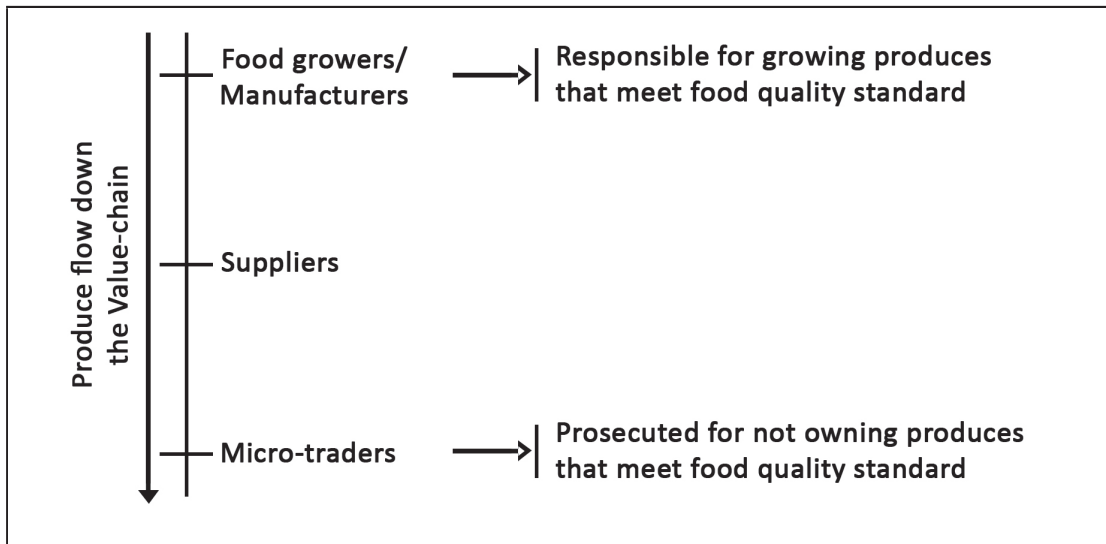 Produce flow down
the Value-chain
Food growers/
Manufacturers
Responsible for growing produces
that meet food quality standard
Suppliers
Micro-traders
Prosecuted for not owning produces
that meet food quality standard